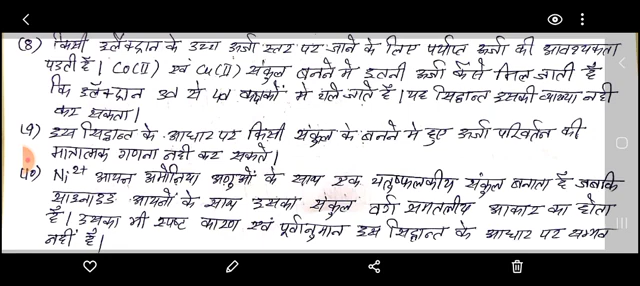 (8) किसी इलेक्ट्रान के उच्च ऊर्जा स्तर पर जाने के लिए पर्याप्त ऊर्जा की आवश्यकता
पड़ती है। Co(II) एवं Cu(II) संकुल बनने में इतनी ऊर्जा कैसे मिल जाती है
कि इलेक्ट्रान 3d से 4d कक्षकों में चले जाते है। यह सिद्धान्त इसकी व्याख्या नहीं
कर सकता।
(9) इस सिद्धान्त के आधार पर किसी संकुल के बनने में हुए ऊर्जा परिवर्तन की
मात्रात्मक गणना नहीं कर सकते।
(10) Ni²⁺ आयन अमोनिया अणुओं के साथ एक चतुष्फलकीय संकुल बनाता है जबकि
साइनाइड आयनों के साथ इसका संकुल वर्ग समतलीय आकार का होता
है। इसका भी स्पष्ट कारण एवं पूर्वानुमान इस सिद्धान्त के आधार पर सम्भव
नहीं है।